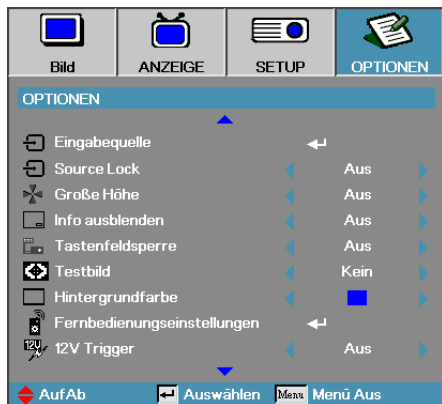 Bild ANZEIGE SETUP OPTIONEN
OPTIONEN
Eingabequelle
Source Lock Aus
Große Höhe Aus
Info ausblenden Aus
Tastenfeldsperre Aus
Testbild Kein
Hintergrundfarbe
Fernbedienungseinstellungen
12V 12V Trigger Aus
AufAb Auswählen Menu Menü Aus